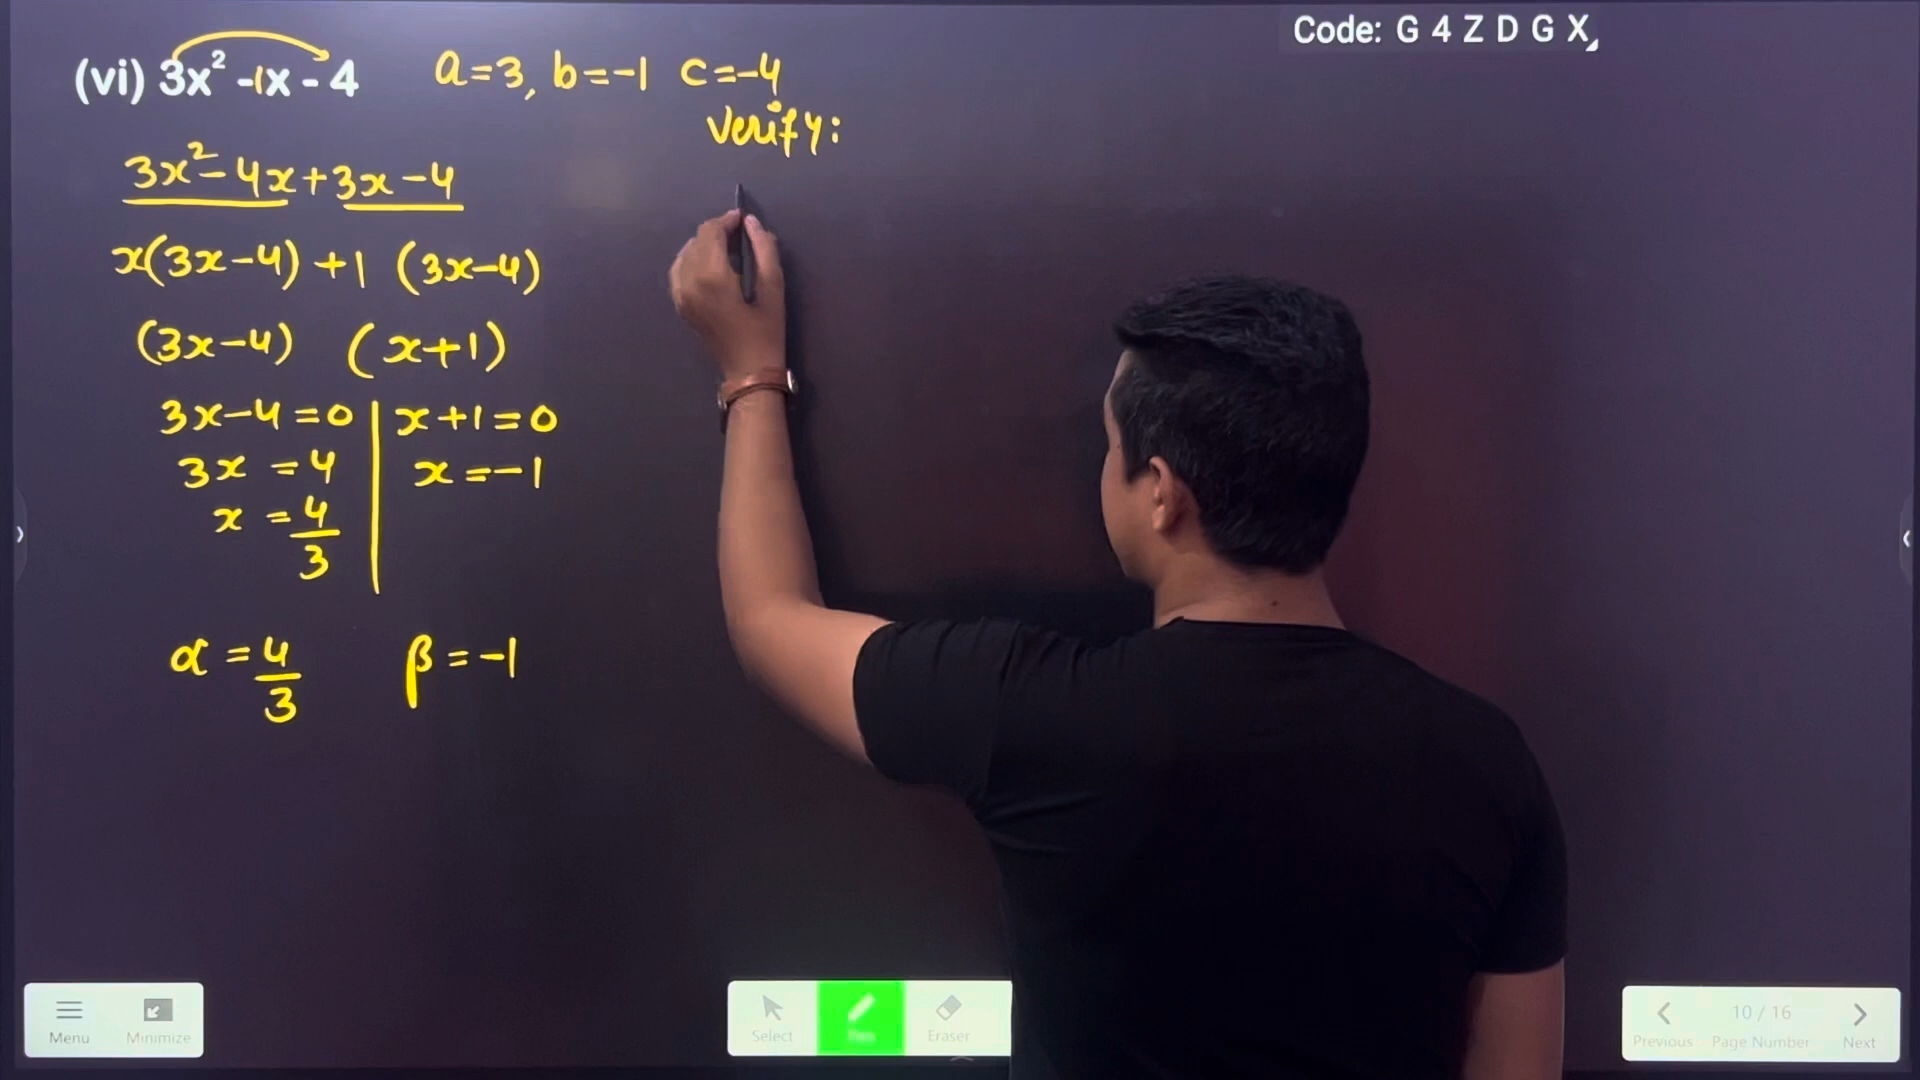 Code: G 4 Z D G X
(vi) 3x² -1x - 4 a=3, b=-1 c=-4
Verify:
3x²-4x+3x-4
x(3x-4) +1 (3x-4)
(3x-4) (x+1)
3x-4=0 | x+1=0
3x =4 | x=-1
x = 4/3
α = 4/3 β = -1
Menu Minimize
Select Eraser
10 / 16
Previous Page Number Next